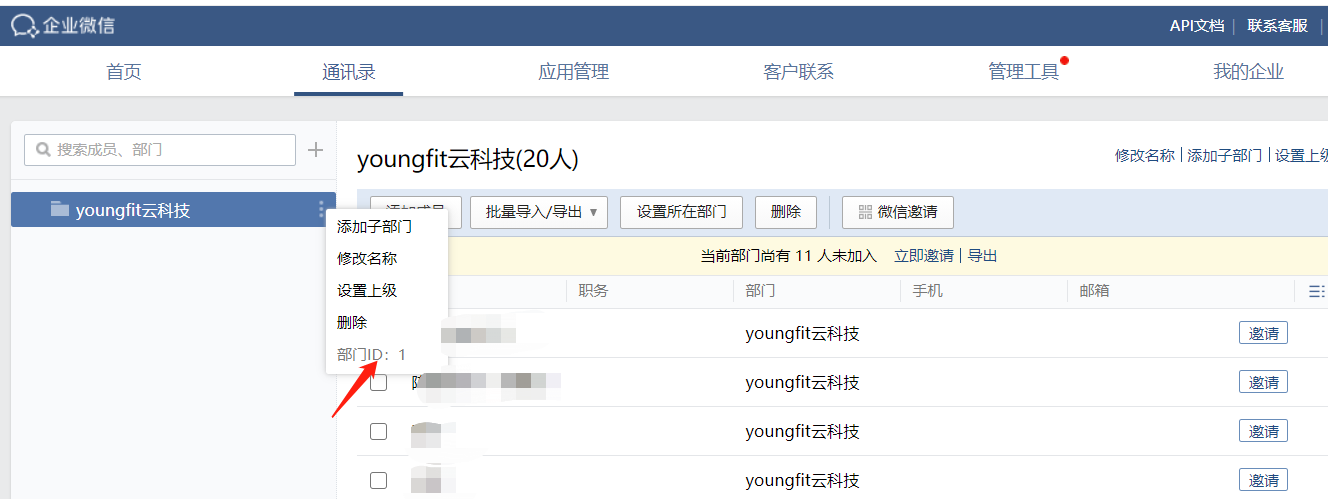 企业微信
API文档 | 联系客服 |
首页 通讯录 应用管理 客户联系 管理工具 我的企业
搜索成员、部门
youngfit云科技(20人)
修改名称 | 添加子部门 | 设置上级
youngfit云科技
添加成员 批量导入/导出 设置所在部门 删除 微信邀请
添加子部门
修改名称
设置上级
删除
部门ID：1
当前部门尚有 11 人未加入 立即邀请 | 导出
职务 部门 手机 邮箱
youngfit云科技 邀请
youngfit云科技 邀请
youngfit云科技 邀请
youngfit云科技 邀请